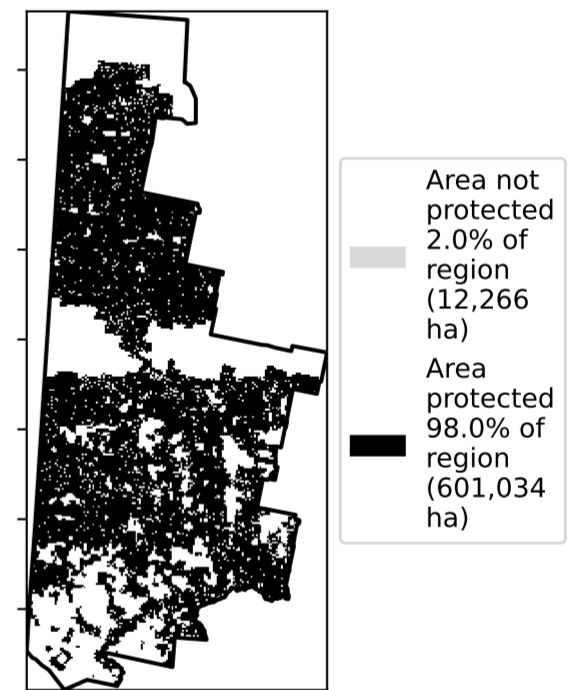 Area not
protected
2.0% of
region
(12,266
ha)
Area
protected
98.0% of
region
(601,034
ha)